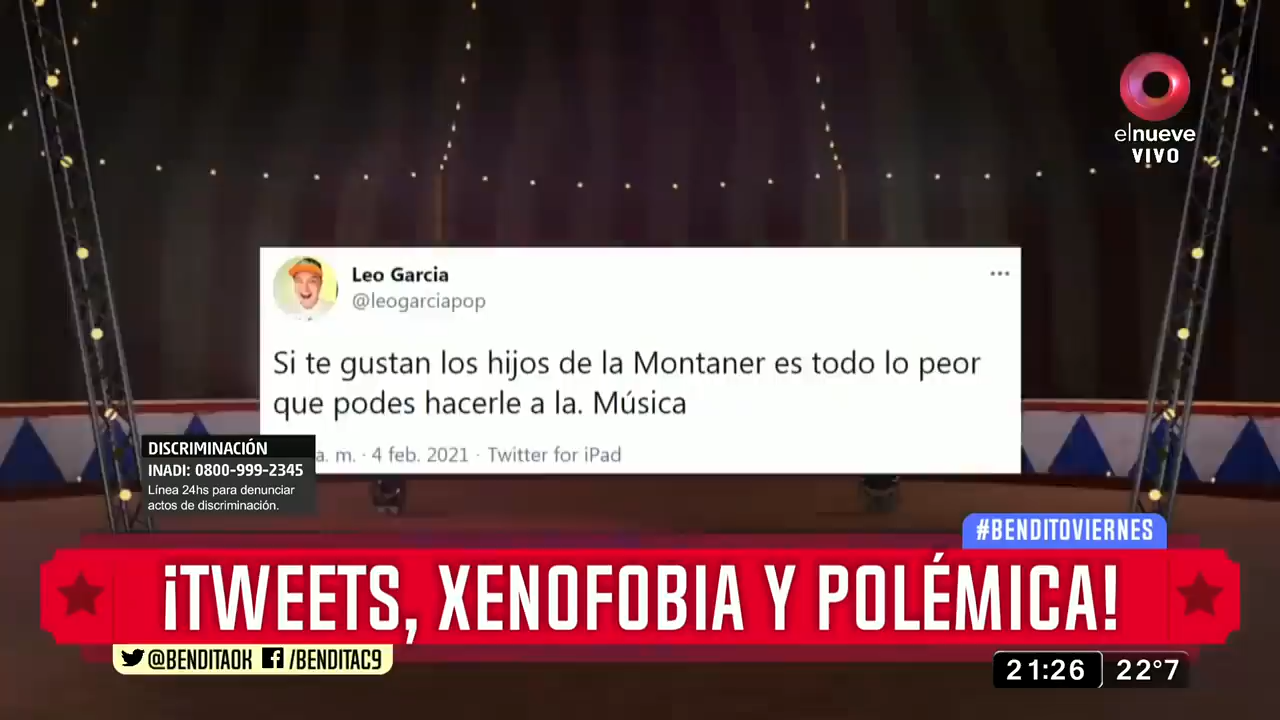 elnueve
VIVO
Leo Garcia
@leogarciapop
Si te gustan los hijos de la Montaner es todo lo peor
que podes hacerle a la. Música
a. m. · 4 feb. 2021 · Twitter for iPad
DISCRIMINACIÓN
INADI: 0800-999-2345
Línea 24hs para denunciar
actos de discriminación.
#BENDITOVIERNES
¡TWEETS, XENOFOBIA Y POLÉMICA!
@BENDITAOK /BENDITAC9
21:26 22°7